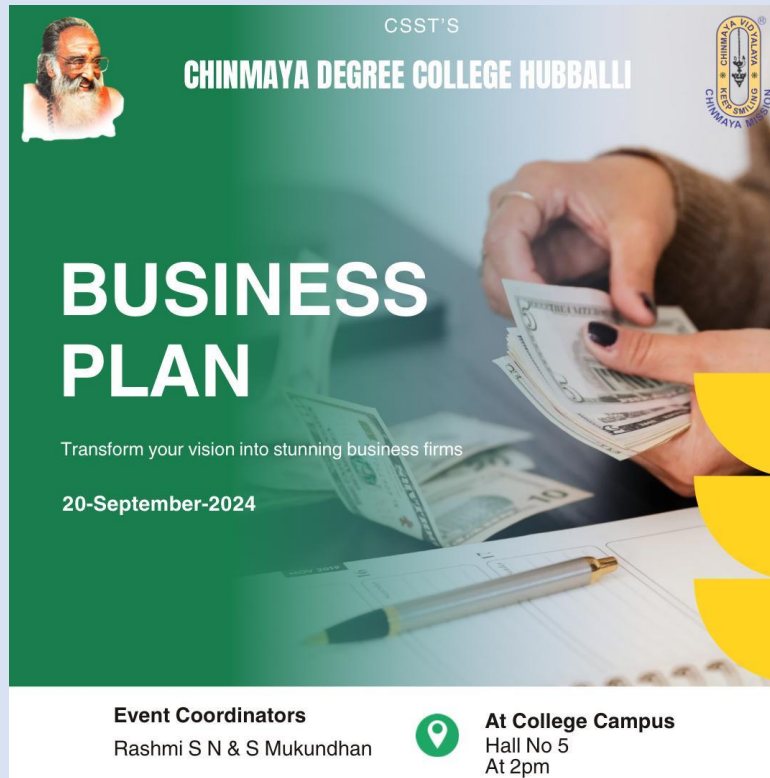 CSST'S
CHINMAYA DEGREE COLLEGE HUBBALLI
CHINMAYA VIDYALAYA
KEEP SMILING
CHINMAYA MISSION
®
BUSINESS
PLAN
Transform your vision into stunning business firms
20-September-2024
10
Event Coordinators
Rashmi S N & S Mukundhan
At College Campus
Hall No 5
At 2pm